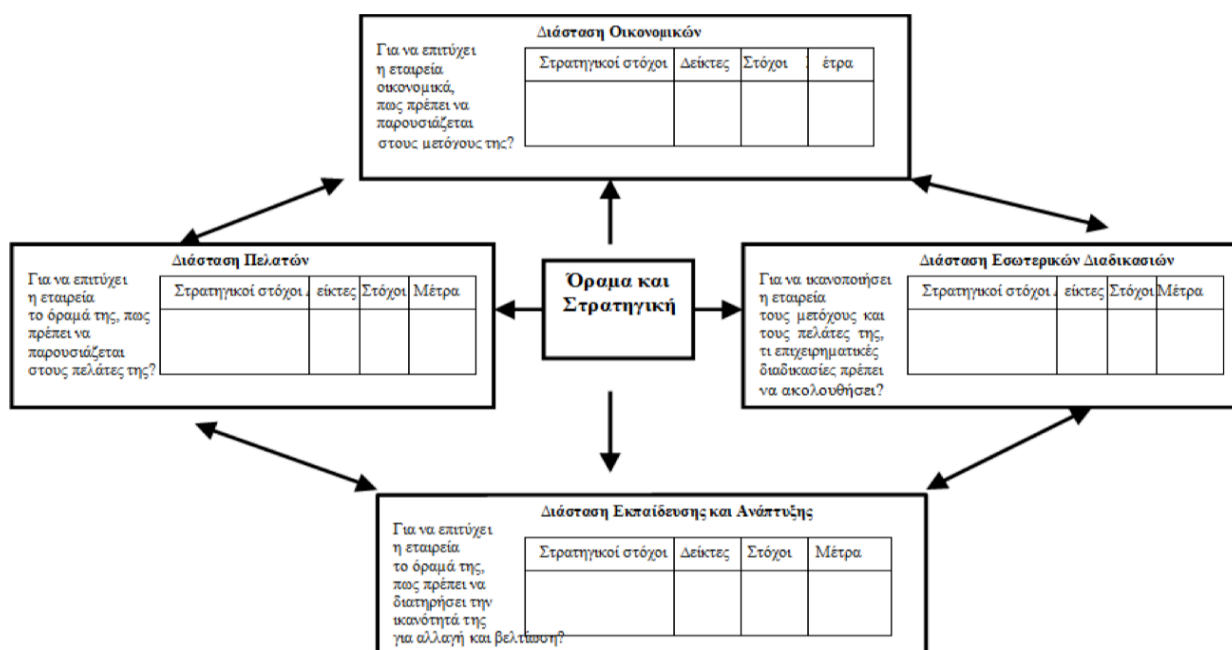 Διάσταση Οικονομικών
Για να επιτύχει
η εταιρεία
οικονομικά,
πως πρέπει να
παρουσιάζεται
στους μετόχους της?
Στρατηγικοί στόχοι Δείκτες Στόχοι έτρα
Διάσταση Πελατών
Για να επιτύχει
η εταιρεία
το όραμά της, πως
πρέπει να
παρουσιάζεται
στους πελάτες της?
Στρατηγικοί στόχοι είκτες Στόχοι Μέτρα
Όραμα και
Στρατηγική
Διάσταση Εσωτερικών Διαδικασιών
Για να ικανοποιήσει
η εταιρεία
τους μετόχους και
τους πελάτες της,
τι επιχειρηματικές
διαδικασίες πρέπει
να ακολουθήσει?
Στρατηγικοί στόχοι είκτες Στόχοι Μέτρα
Διάσταση Εκπαίδευσης και Ανάπτυξης
Για να επιτύχει
η εταιρεία
το όραμά της,
πως πρέπει να
διατηρήσει την
ικανότητά της
για αλλαγή και βελτίωση?
Στρατηγικοί στόχοι Δείκτες Στόχοι Μέτρα